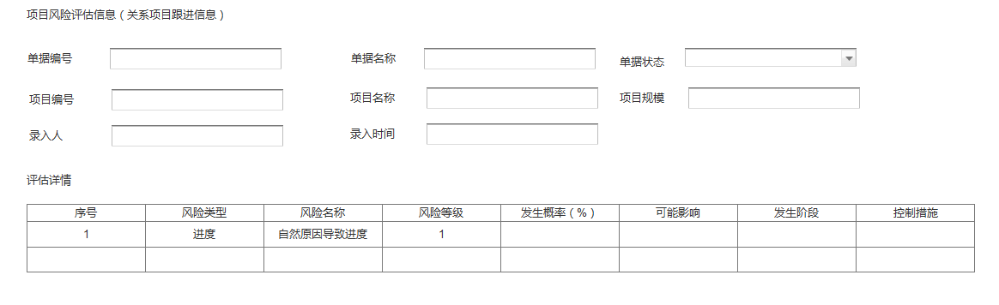 项目风险评估信息（关系项目跟进信息）
单据编号 单据名称 单据状态
项目编号 项目名称 项目规模
录入人 录入时间
评估详情
序号 风险类型 风险名称 风险等级 发生概率（%） 可能影响 发生阶段 控制措施
1 进度 自然原因导致进度 1